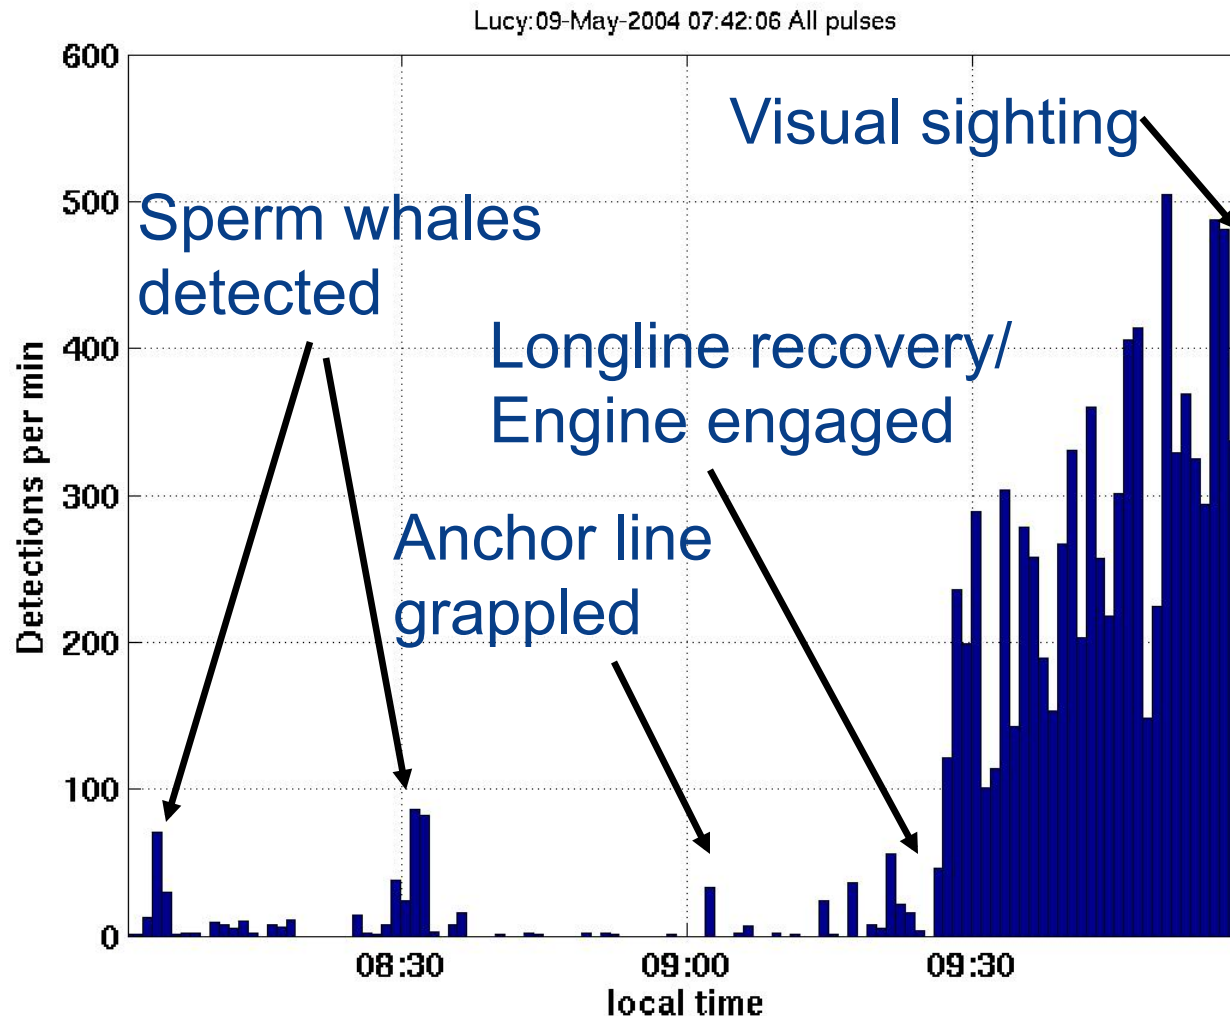 Lucy:09-May-2004 07:42:06 All pulses
600
500
400
300
200
100
0
Detections per min
Visual sighting
Sperm whales
detected
Longline recovery/
Engine engaged
Anchor line
grappled
08:30
09:00
09:30
local time